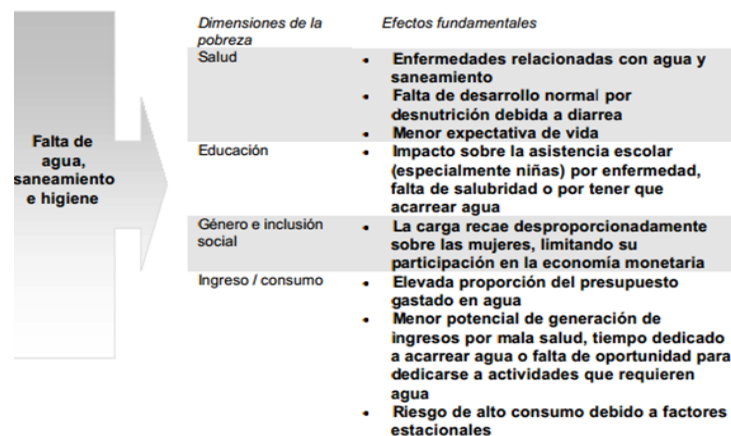 Dimensiones de la
pobreza
Efectos fundamentales
Falta de
agua,
saneamiento
e higiene
Salud
• Enfermedades relacionadas con agua y
saneamiento
• Falta de desarrollo normal por
desnutrición debida a diarrea
• Menor expectativa de vida
Educación
• Impacto sobre la asistencia escolar
(especialmente niñas) por enfermedad,
falta de salubridad o por tener que
acarrear agua
Género e inclusión
social
• La carga recae desproporcionadamente
sobre las mujeres, limitando su
participación en la economía monetaria
Ingreso / consumo
• Elevada proporción del presupuesto
gastado en agua
• Menor potencial de generación de
ingresos por mala salud, tiempo dedicado
a acarrear agua o falta de oportunidad para
dedicarse a actividades que requieren
agua
• Riesgo de alto consumo debido a factores
estacionales